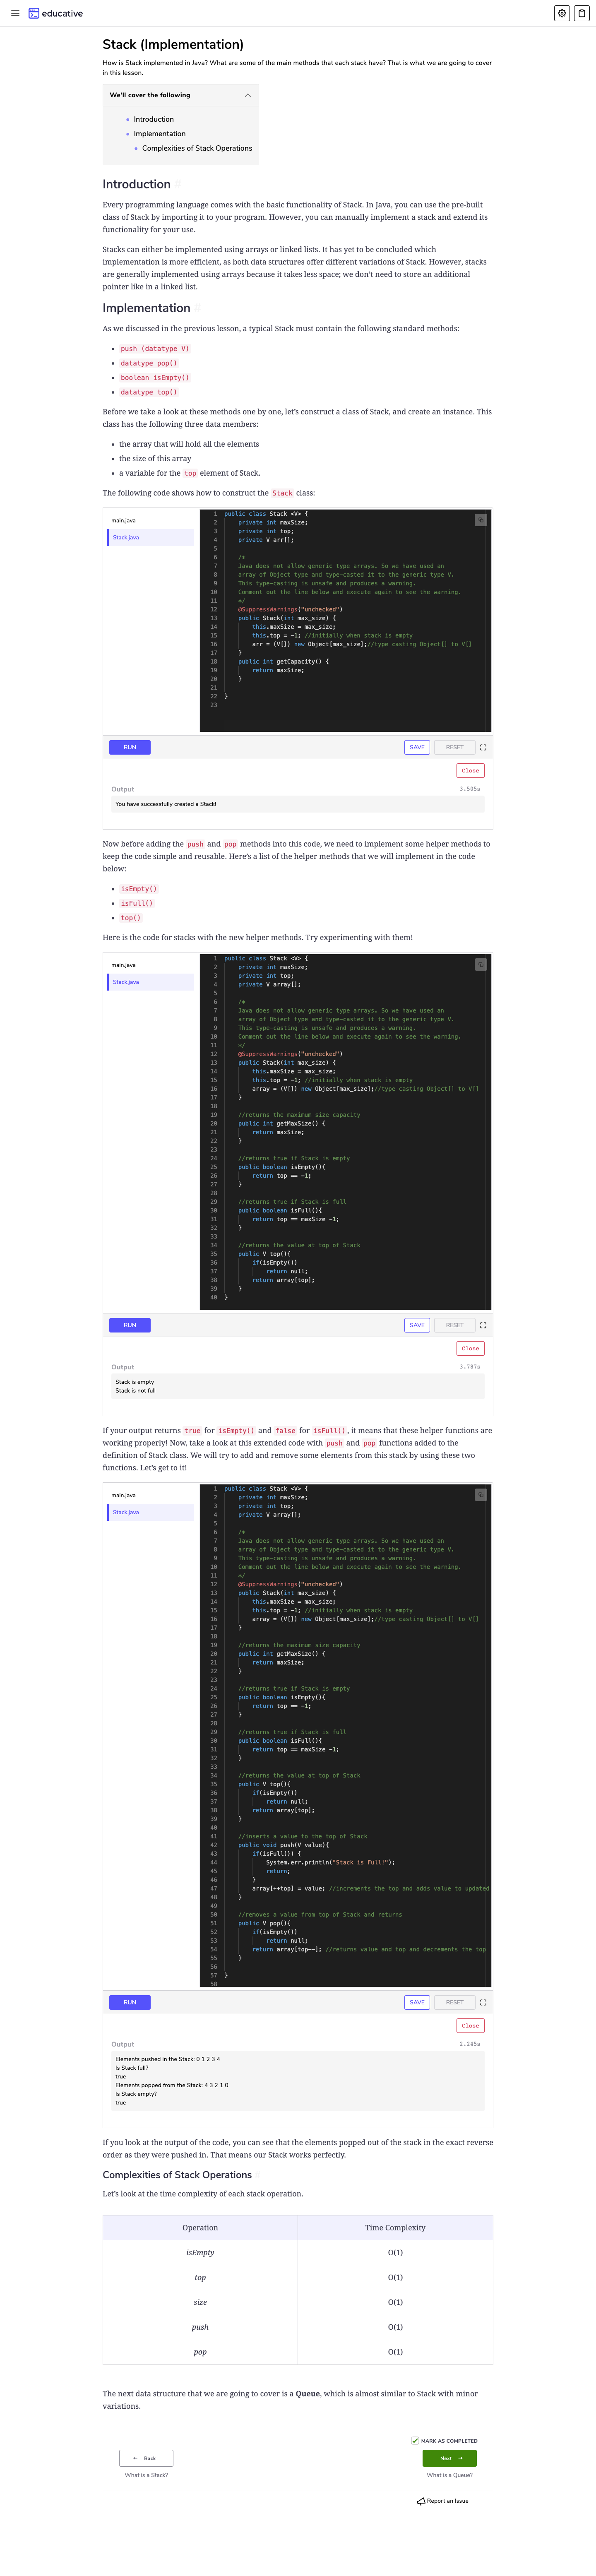 educative
Stack (Implementation)
How is Stack implemented in Java? What are some of the main methods that each stack have? That is what we are going to cover
in this lesson.
We'll cover the following
Introduction
Implementation
Complexities of Stack Operations
Introduction
Every programming language comes with the basic functionality of Stack. In Java, you can use the pre-built
class of Stack by importing it to your program. However, you can manually implement a stack and extend its
functionality for your use.
Stacks can either be implemented using arrays or linked lists. It has yet to be concluded which
implementation is more efficient, as both data structures offer different variations of Stack. However, stacks
are generally implemented using arrays because it takes less space; we don't need to store an additional
pointer like in a linked list.
Implementation
As we discussed in the previous lesson, a typical Stack must contain the following standard methods:
push (datatype V)
datatype pop()
boolean isEmpty()
datatype top()
Before we take a look at these methods one by one, let's construct a class of Stack, and create an instance. This
class has the following three data members:
the array that will hold all the elements
the size of this array
a variable for the top element of Stack.
The following code shows how to construct the Stack class:
main.java
Stack.java
1 public class Stack <V> {
2 private int maxSize;
3 private int top;
4 private V arr[];
5
6 /*
7 Java does not allow generic type arrays. So we have used an
8 array of Object type and type-casted it to the generic type V.
9 This type-casting is unsafe and produces a warning.
10 Comment out the line below and execute again to see the warning.
11 */
12 @SuppressWarnings("unchecked")
13 public Stack(int max_size) {
14 this.maxSize = max_size;
15 this.top = -1; //initially when stack is empty
16 arr = (V[]) new Object[max_size];//type casting Object[] to V[]
17 }
18 public int getCapacity() {
19 return maxSize;
20 }
21
22 }
23
RUN
SAVE
RESET
Close
Output
3.505s
You have successfully created a Stack!
Now before adding the push and pop methods into this code, we need to implement some helper methods to
keep the code simple and reusable. Here's a list of the helper methods that we will implement in the code
below:
isEmpty()
isFull()
top()
Here is the code for stacks with the new helper methods. Try experimenting with them!
main.java
Stack.java
1 public class Stack <V> {
2 private int maxSize;
3 private int top;
4 private V array[];
5
6 /*
7 Java does not allow generic type arrays. So we have used an
8 array of Object type and type-casted it to the generic type V.
9 This type-casting is unsafe and produces a warning.
10 Comment out the line below and execute again to see the warning.
11 */
12 @SuppressWarnings("unchecked")
13 public Stack(int max_size) {
14 this.maxSize = max_size;
15 this.top = -1; //initially when stack is empty
16 array = (V[]) new Object[max_size];//type casting Object[] to V[]
17 }
18
19 //returns the maximum size capacity
20 public int getMaxSize() {
21 return maxSize;
22 }
23
24 //returns true if Stack is empty
25 public boolean isEmpty(){
26 return top == -1;
27 }
28
29 //returns true if Stack is full
30 public boolean isFull(){
31 return top == maxSize -1;
32 }
33
34 //returns the value at top of Stack
35 public V top(){
36 if(isEmpty())
37 return null;
38 return array[top];
39 }
40 }
RUN
SAVE
RESET
Close
Output
3.787s
Stack is empty
Stack is not full
If your output returns true for isEmpty() and false for isFull(), it means that these helper functions are
working properly! Now, take a look at this extended code with push and pop functions added to the
definition of Stack class. We will try to add and remove some elements from this stack by using these two
functions. Let's get to it!
main.java
Stack.java
1 public class Stack <V> {
2 private int maxSize;
3 private int top;
4 private V array[];
5
6 /*
7 Java does not allow generic type arrays. So we have used an
8 array of Object type and type-casted it to the generic type V.
9 This type-casting is unsafe and produces a warning.
10 Comment out the line below and execute again to see the warning.
11 */
12 @SuppressWarnings("unchecked")
13 public Stack(int max_size) {
14 this.maxSize = max_size;
15 this.top = -1; //initially when stack is empty
16 array = (V[]) new Object[max_size];//type casting Object[] to V[]
17 }
18
19 //returns the maximum size capacity
20 public int getMaxSize() {
21 return maxSize;
22 }
23
24 //returns true if Stack is empty
25 public boolean isEmpty(){
26 return top == -1;
27 }
28
29 //returns true if Stack is full
30 public boolean isFull(){
31 return top == maxSize -1;
32 }
33
34 //returns the value at top of Stack
35 public V top(){
36 if(isEmpty())
37 return null;
38 return array[top];
39 }
40
41 //inserts a value to the top of Stack
42 public void push(V value){
43 if(isFull()) {
44 System.err.println("Stack is Full!");
45 return;
46 }
47 array[++top] = value; //increments the top and adds value to updated
48 }
49
50 //removes a value from top of Stack and returns
51 public V pop(){
52 if(isEmpty())
53 return null;
54 return array[top--]; //returns value and top and decrements the top
55 }
56
57 }
58
RUN
SAVE
RESET
Close
Output
2.245s
Elements pushed in the Stack: 0 1 2 3 4
Is Stack full?
true
Elements popped from the Stack: 4 3 2 1 0
Is Stack empty?
true
If you look at the output of the code, you can see that the elements popped out of the stack in the exact reverse
order as they were pushed in. That means our Stack works perfectly.
Complexities of Stack Operations
Let's look at the time complexity of each stack operation.
Operation Time Complexity
isEmpty O(1)
top O(1)
size O(1)
push O(1)
pop O(1)
The next data structure that we are going to cover is a Queue, which is almost similar to Stack with minor
variations.
MARK AS COMPLETED
← Back
Next →
What is a Stack?
What is a Queue?
Report an Issue